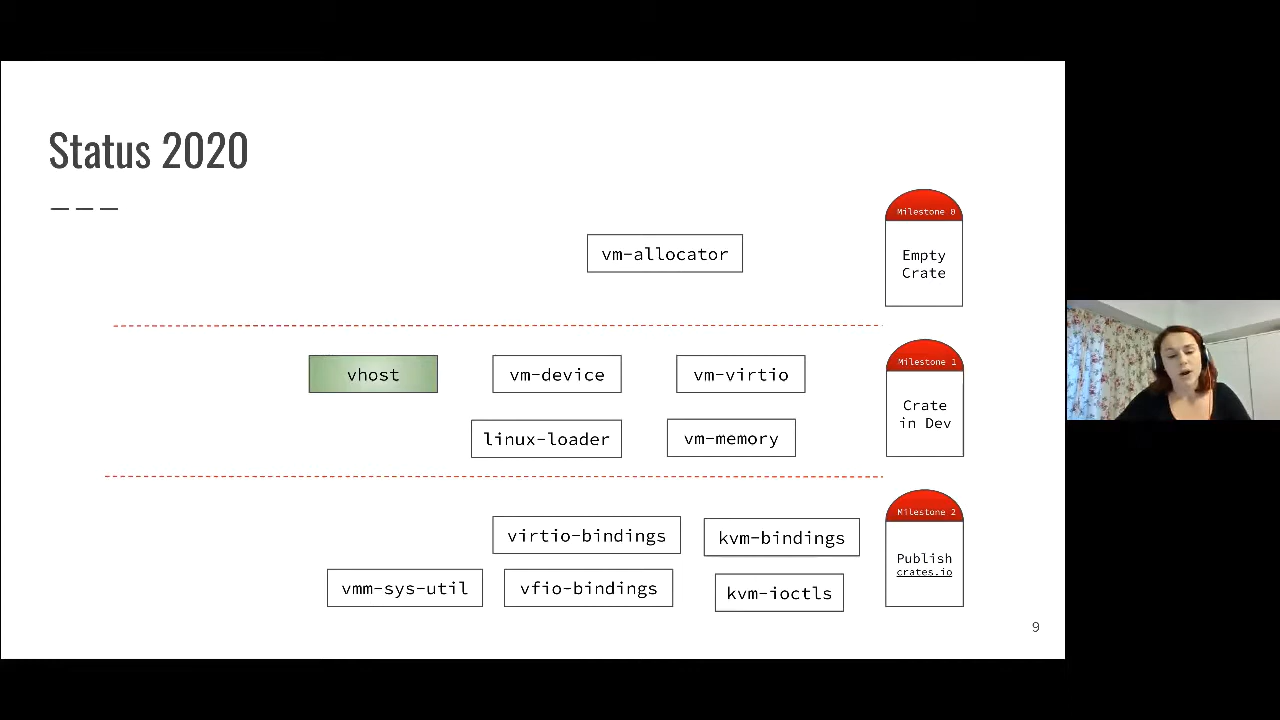 Status 2020
Milestone 0
vm-allocator
Empty
Crate
Milestone 1
vhost
vm-device
vm-virtio
Crate
in Dev
linux-loader
vm-memory
Milestone 2
virtio-bindings
kvm-bindings
Publish
crates.io
vmm-sys-util
vfio-bindings
kvm-ioctls
9